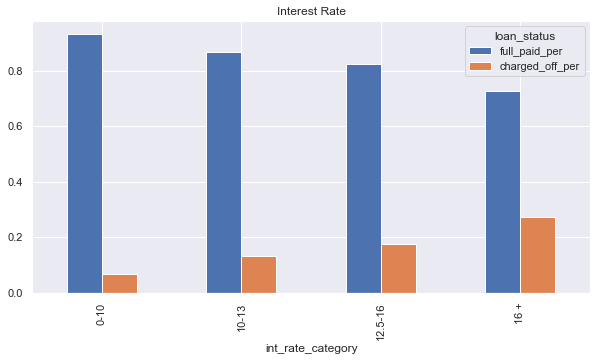 Interest Rate
loan_status
full_paid_per
charged_off_per
0.8
0.6
0.4
0.2
0.0
0-10
10-13
12.5-16
16 +
int_rate_category